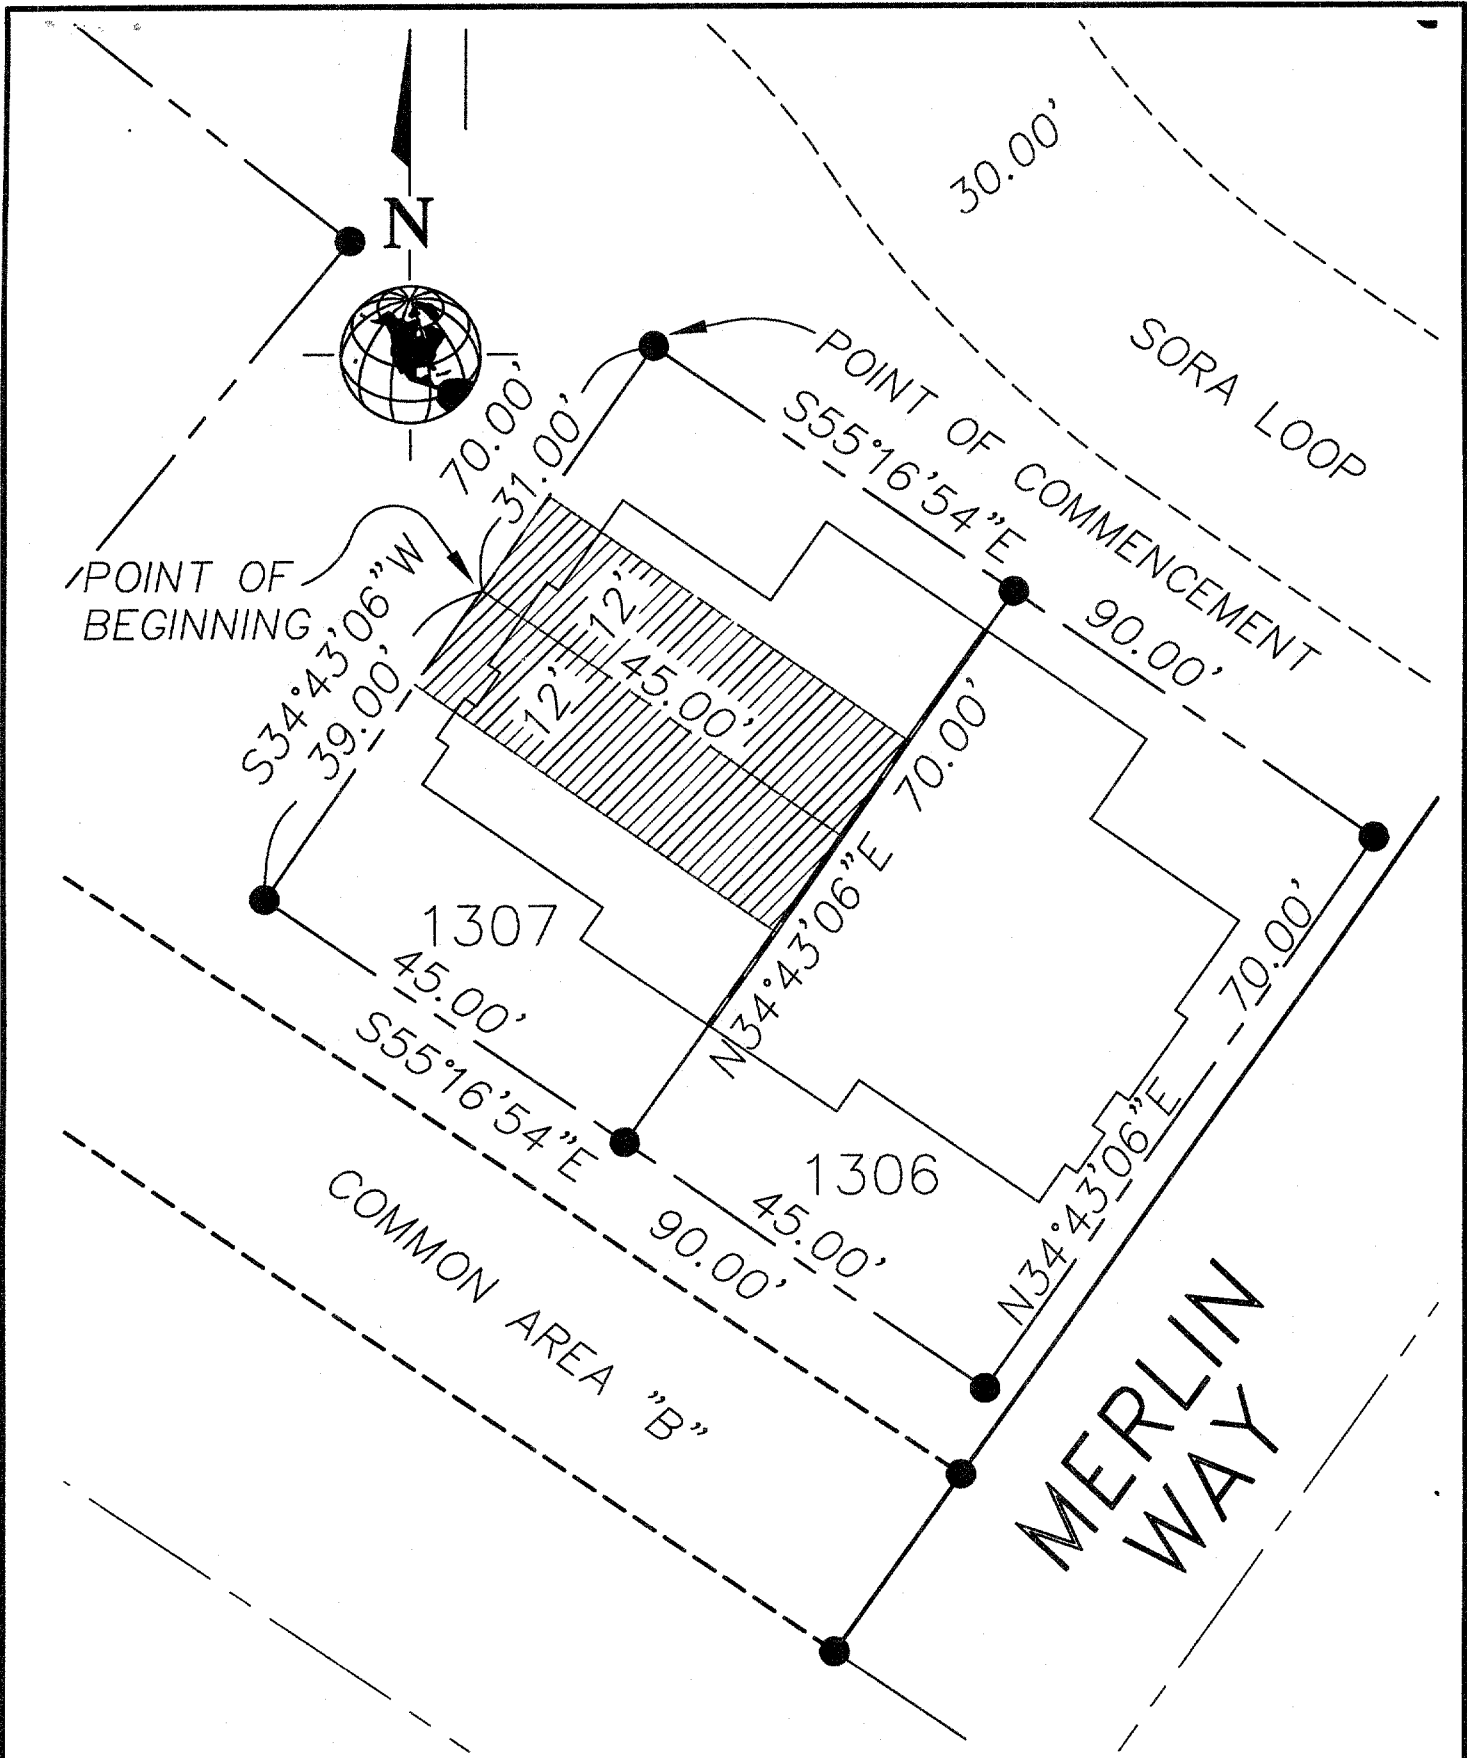 N
30.00'
SORA LOOP
POINT OF COMMENCEMENT
S55°16'54"E
90.00'
70.00'
31.00'
POINT OF
BEGINNING
S34°43'06"W
39.00'
12'
12'
45.00'
N34°43'06"E 70.00'
1307
45.00'
S55°16'54"E
90.00'
1306
45.00'
N34°43'06"E 70.00'
COMMON AREA "B"
MERLIN
WAY